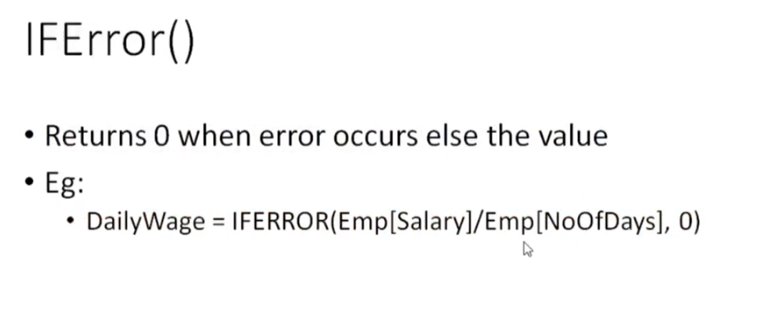 IFError()
• Returns 0 when error occurs else the value
• Eg:
• DailyWage = IFERROR(Emp[Salary]/Emp[NoOfDays], 0)